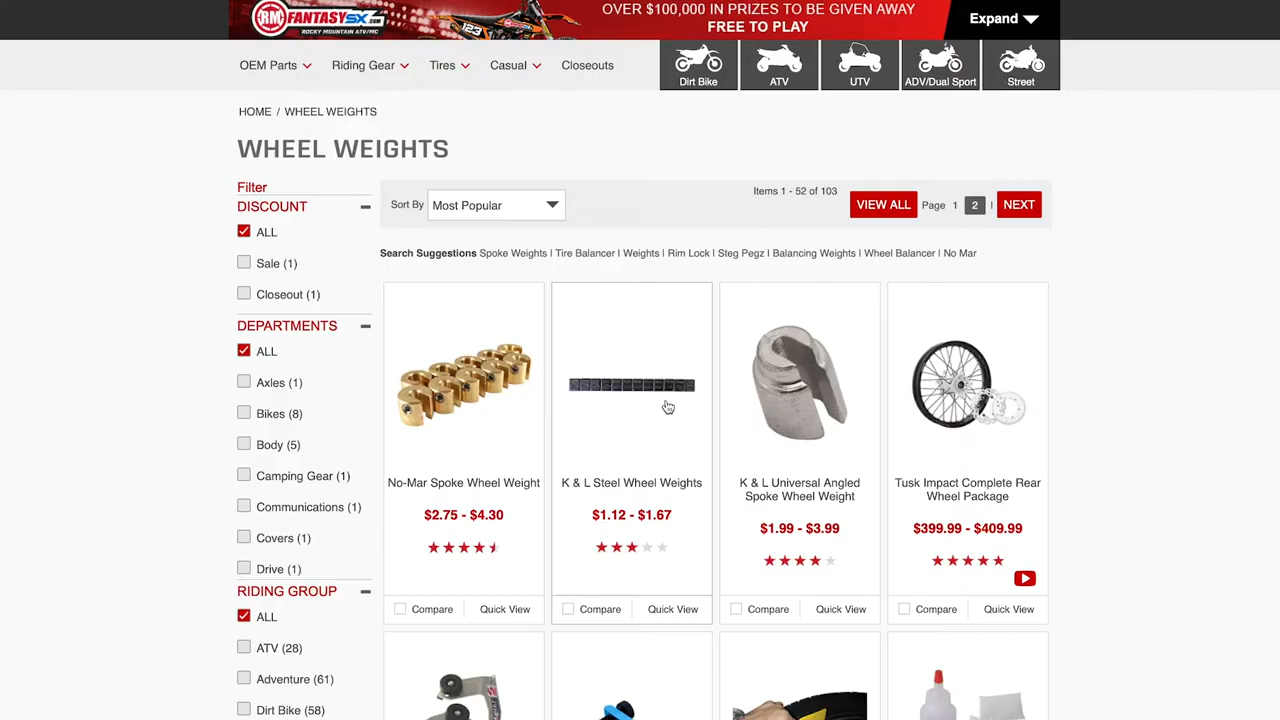 RM FANTASYSX.COM
ROCKY MOUNTAIN ATV/MC
123
OVER $100,000 IN PRIZES TO BE GIVEN AWAY
FREE TO PLAY
Expand
OEM Parts
Riding Gear
Tires
Casual
Closeouts
Dirt Bike
ATV
UTV
ADV/Dual Sport
Street
HOME / WHEEL WEIGHTS
WHEEL WEIGHTS
Filter
DISCOUNT
ALL
Sale (1)
Closeout (1)
DEPARTMENTS
ALL
Axles (1)
Bikes (8)
Body (5)
Camping Gear (1)
Communications (1)
Covers (1)
Drive (1)
RIDING GROUP
ALL
ATV (28)
Adventure (61)
Dirt Bike (58)
Sort By Most Popular
Items 1 - 52 of 103
VIEW ALL Page 1 2 | NEXT
Search Suggestions Spoke Weights | Tire Balancer | Weights | Rim Lock | Steg Pegz | Balancing Weights | Wheel Balancer | No Mar
No-Mar Spoke Wheel Weight
$2.75 - $4.30
Compare Quick View
K & L Steel Wheel Weights
$1.12 - $1.67
Compare Quick View
K & L Universal Angled
Spoke Wheel Weight
$1.99 - $3.99
Compare Quick View
Tusk Impact Complete Rear
Wheel Package
$399.99 - $409.99
Compare Quick View